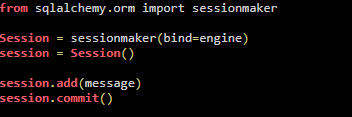 from sqlalchemy.orm import sessionmaker
Session = sessionmaker(bind=engine)
session = Session()
session.add(message)
session.commit()